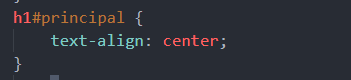 }
h1#principal {
    text-align: center;
}